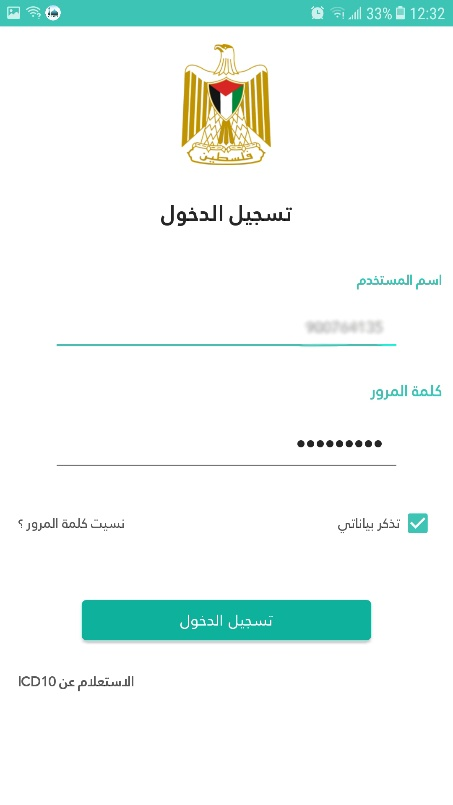 33% 12:32
فلسطين
تسجيل الدخول
اسم المستخدم
كلمة المرور
تذكر بياناتي
نسيت كلمة المرور ؟
تسجيل الدخول
الاستعلام عن ICD10